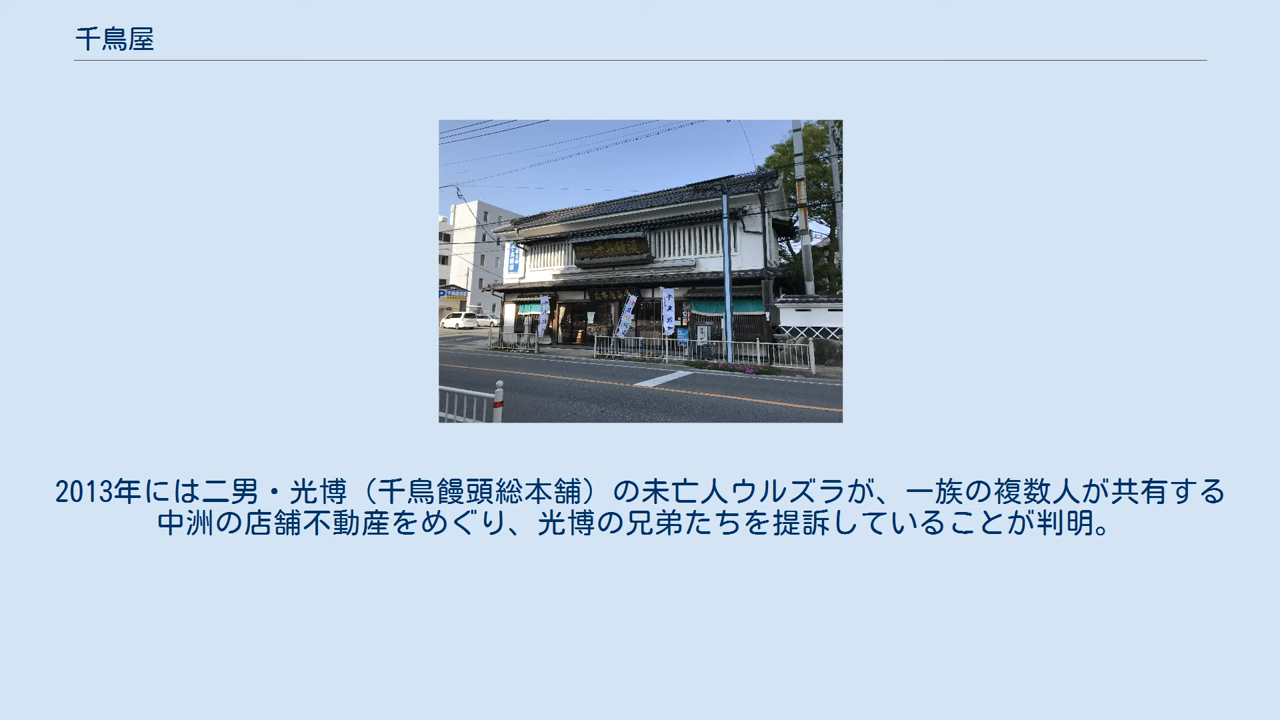 千鳥屋
2013年には二男・光博（千鳥饅頭総本舗）の未亡人ウルズラが、一族の複数人が共有する
中洲の店舗不動産をめぐり、光博の兄弟たちを提訴していることが判明。